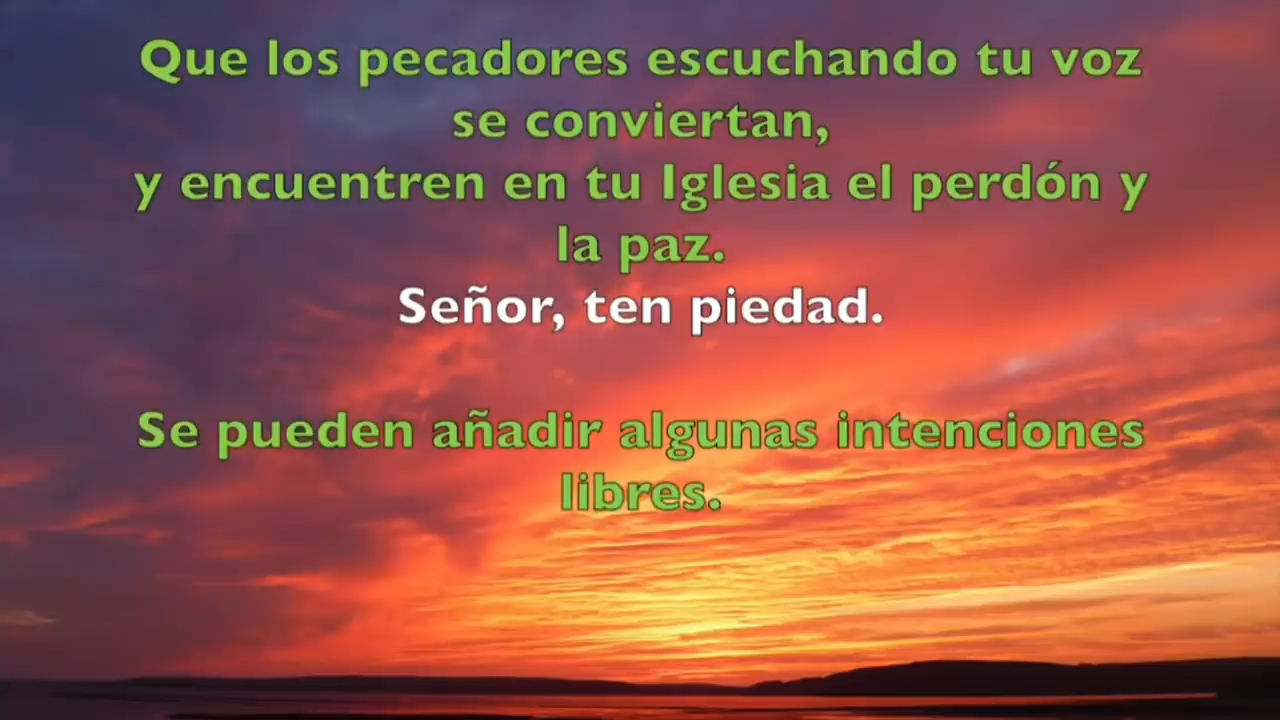 Que los pecadores escuchando tu voz
se conviertan,
y encuentren en tu Iglesia el perdón y
la paz.
Señor, ten piedad.
Se pueden añadir algunas intenciones
libres.